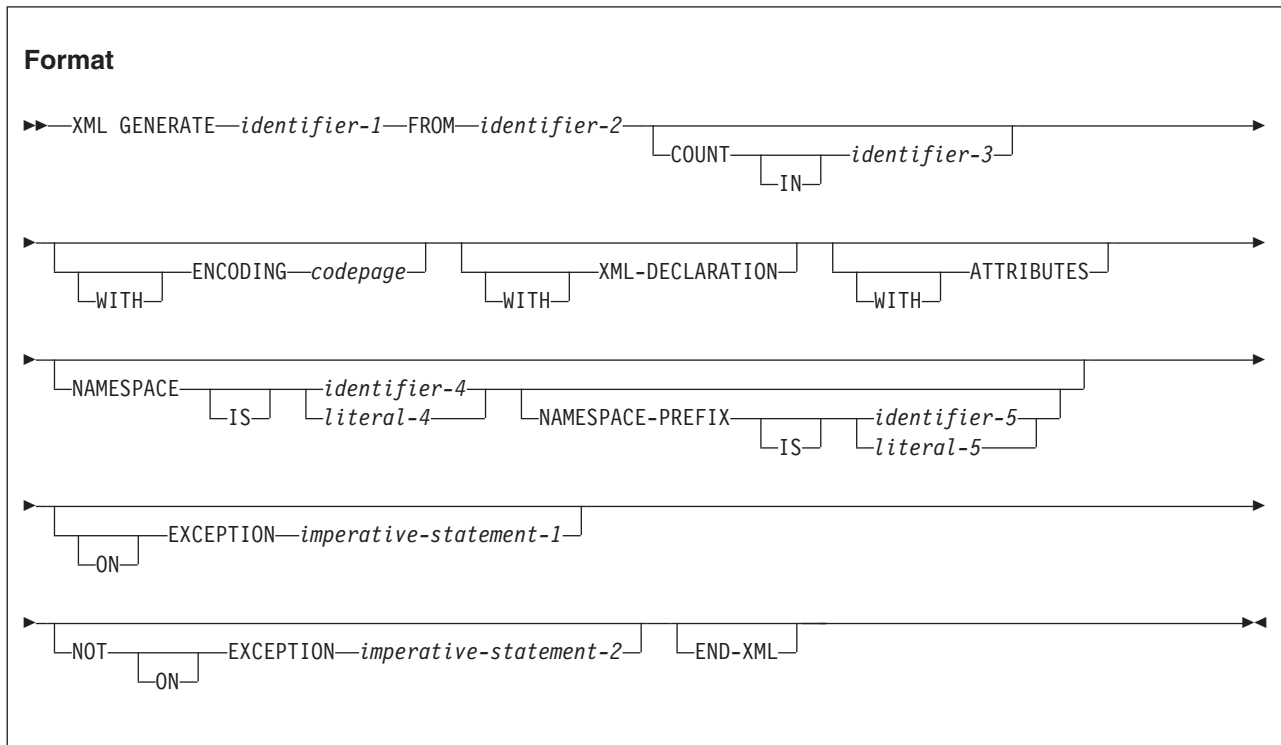 Format
XML GENERATE identifier-1 FROM identifier-2
COUNT identifier-3
IN
ENCODING codepage XML-DECLARATION ATTRIBUTES
WITH WITH WITH
NAMESPACE identifier-4
IS literal-4 NAMESPACE-PREFIX identifier-5
IS literal-5
EXCEPTION imperative-statement-1
ON
NOT EXCEPTION imperative-statement-2 END-XML
ON